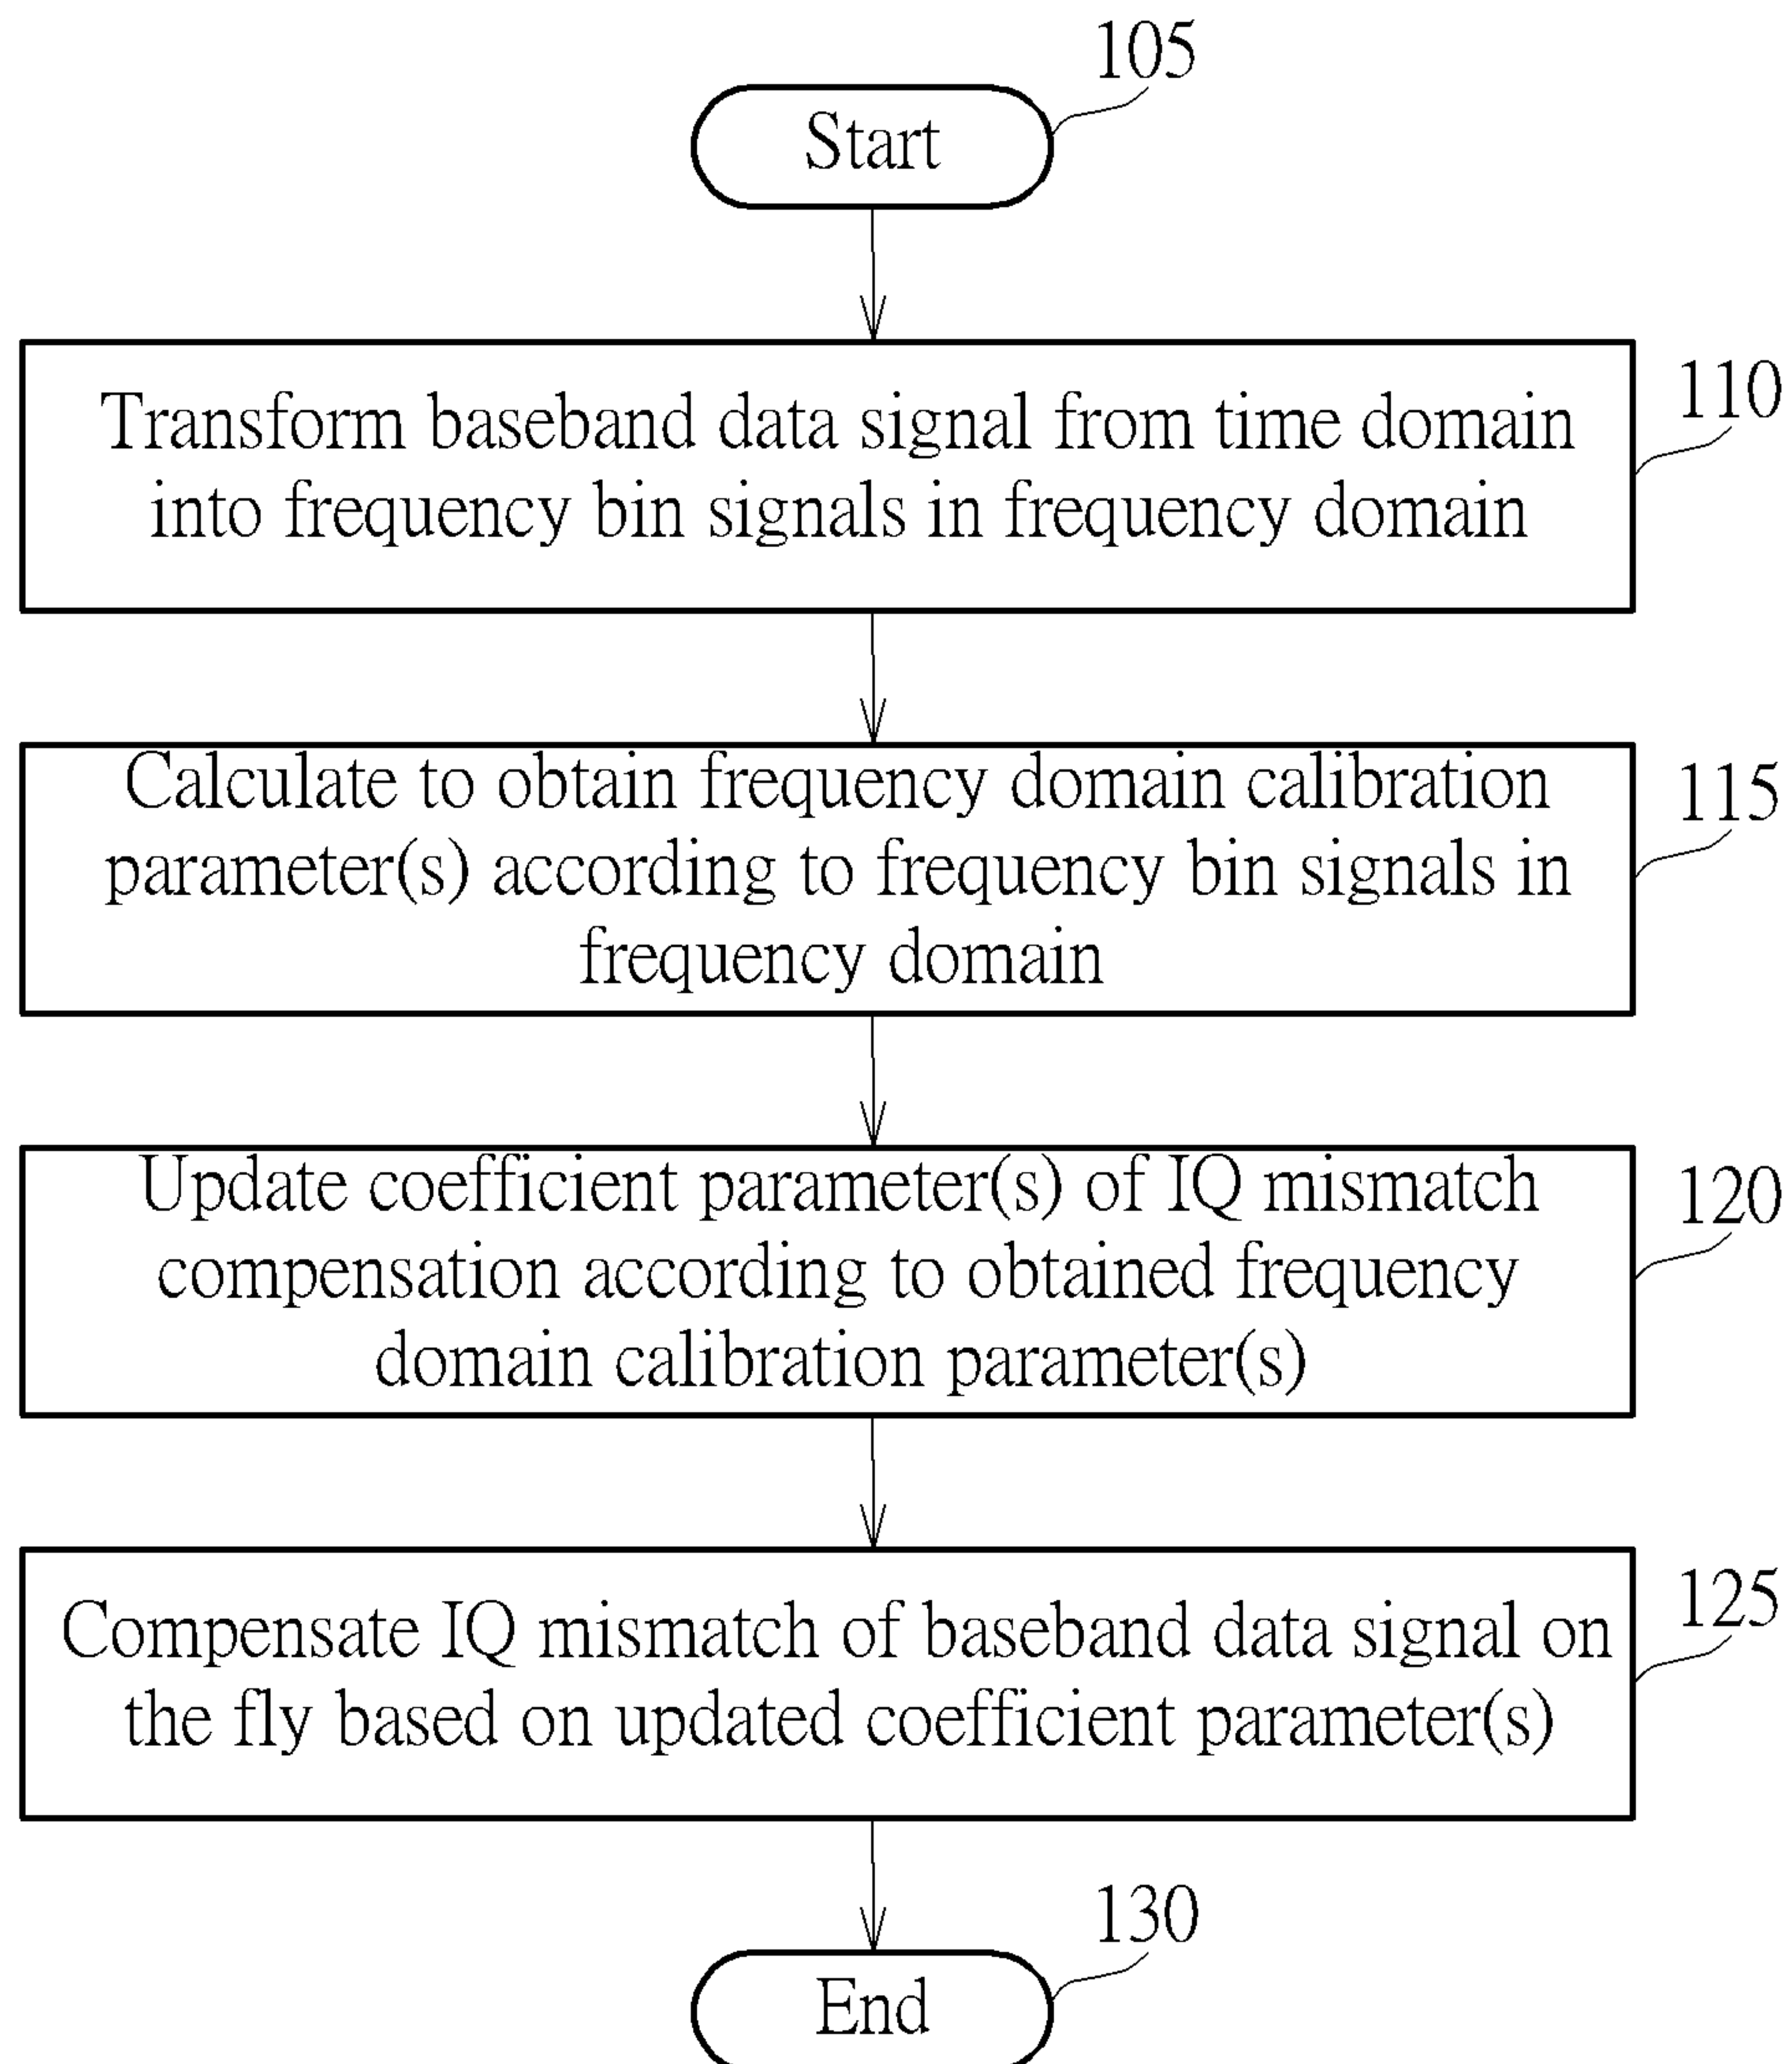 105
Start
110
Transform baseband data signal from time domain
into frequency bin signals in frequency domain
115
Calculate to obtain frequency domain calibration
parameter(s) according to frequency bin signals in
frequency domain
120
Update coefficient parameter(s) of IQ mismatch
compensation according to obtained frequency
domain calibration parameter(s)
125
Compensate IQ mismatch of baseband data signal on
the fly based on updated coefficient parameter(s)
130
End